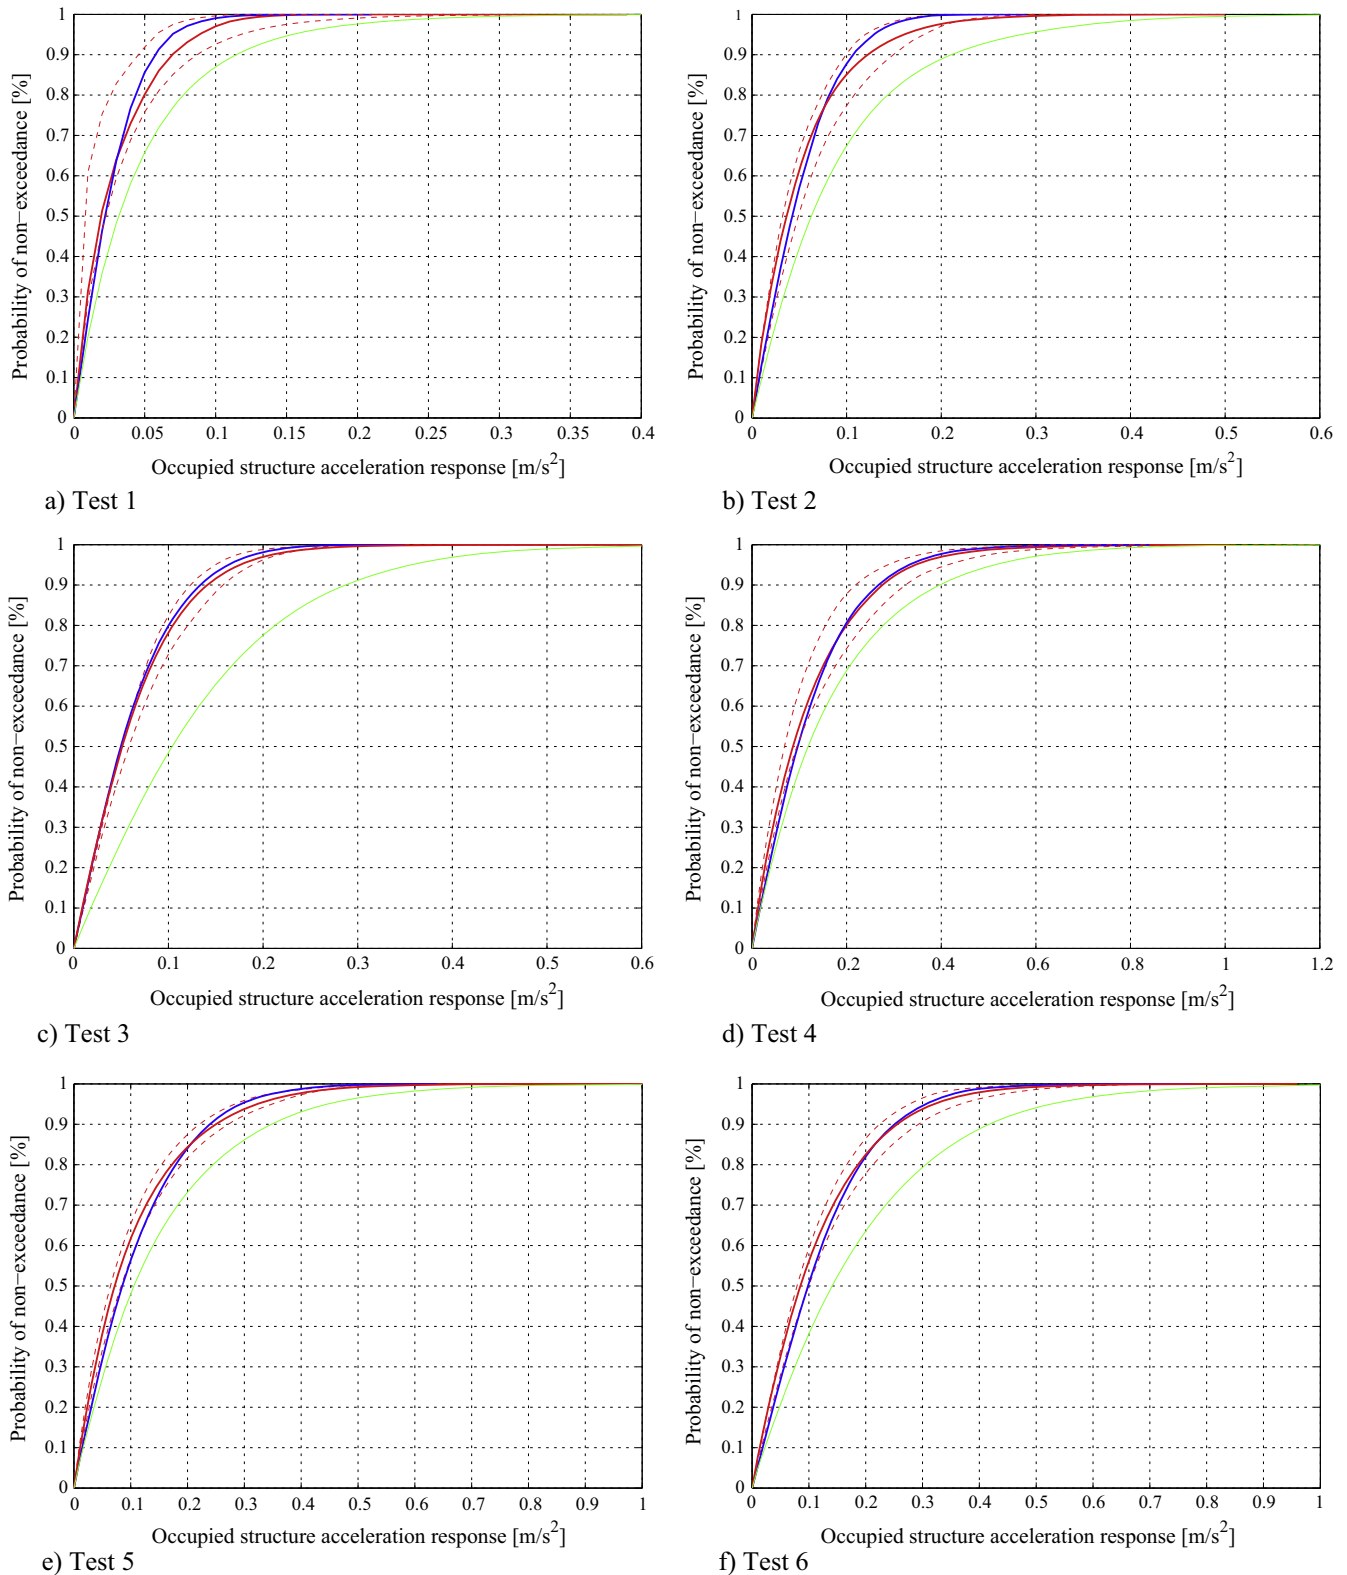 1
0.9
0.8
0.7
0.6
0.5
0.4
0.3
0.2
0.1
0
Probability of non−exceedance [%]
0 0.05 0.1 0.15 0.2 0.25 0.3 0.35 0.4
Occupied structure acceleration response [m/s²]
a) Test 1
1
0.9
0.8
0.7
0.6
0.5
0.4
0.3
0.2
0.1
0
Probability of non−exceedance [%]
0 0.1 0.2 0.3 0.4 0.5 0.6
Occupied structure acceleration response [m/s²]
b) Test 2
1
0.9
0.8
0.7
0.6
0.5
0.4
0.3
0.2
0.1
0
Probability of non−exceedance [%]
0 0.1 0.2 0.3 0.4 0.5 0.6
Occupied structure acceleration response [m/s²]
c) Test 3
1
0.9
0.8
0.7
0.6
0.5
0.4
0.3
0.2
0.1
0
Probability of non−exceedance [%]
0 0.2 0.4 0.6 0.8 1 1.2
Occupied structure acceleration response [m/s²]
d) Test 4
1
0.9
0.8
0.7
0.6
0.5
0.4
0.3
0.2
0.1
0
Probability of non−exceedance [%]
0 0.1 0.2 0.3 0.4 0.5 0.6 0.7 0.8 0.9 1
Occupied structure acceleration response [m/s²]
e) Test 5
1
0.9
0.8
0.7
0.6
0.5
0.4
0.3
0.2
0.1
0
Probability of non−exceedance [%]
0 0.1 0.2 0.3 0.4 0.5 0.6 0.7 0.8 0.9 1
Occupied structure acceleration response [m/s²]
f) Test 6